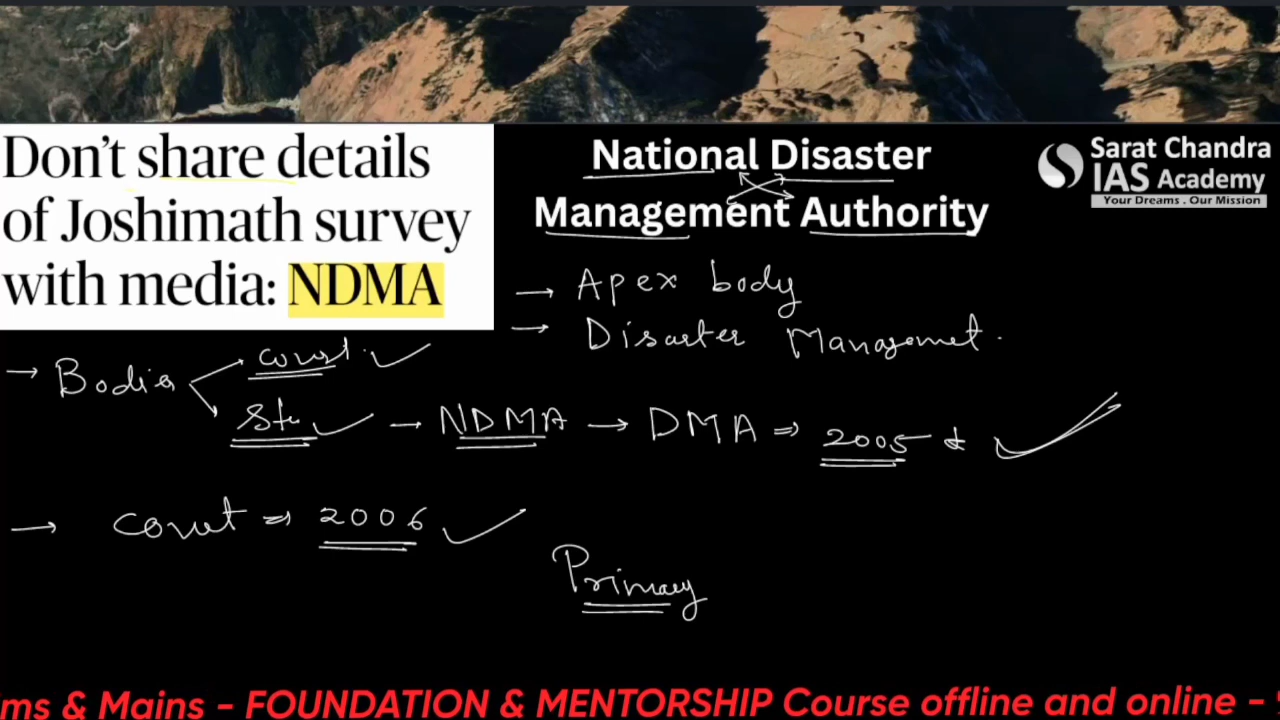 Don't share details
of Joshimath survey
with media: NDMA
National Disaster
Management Authority
Sarat Chandra
IAS Academy
Your Dreams . Our Mission
→ Apex body
→ Disaster Managemet.
→ Bodies
const. ✓
Stu ✓ → NDMA → DMA ⇒ 2005 ✓
→ const ⇒ 2006 ✓
Primary
ms & Mains - FOUNDATION & MENTORSHIP Course offline and online -